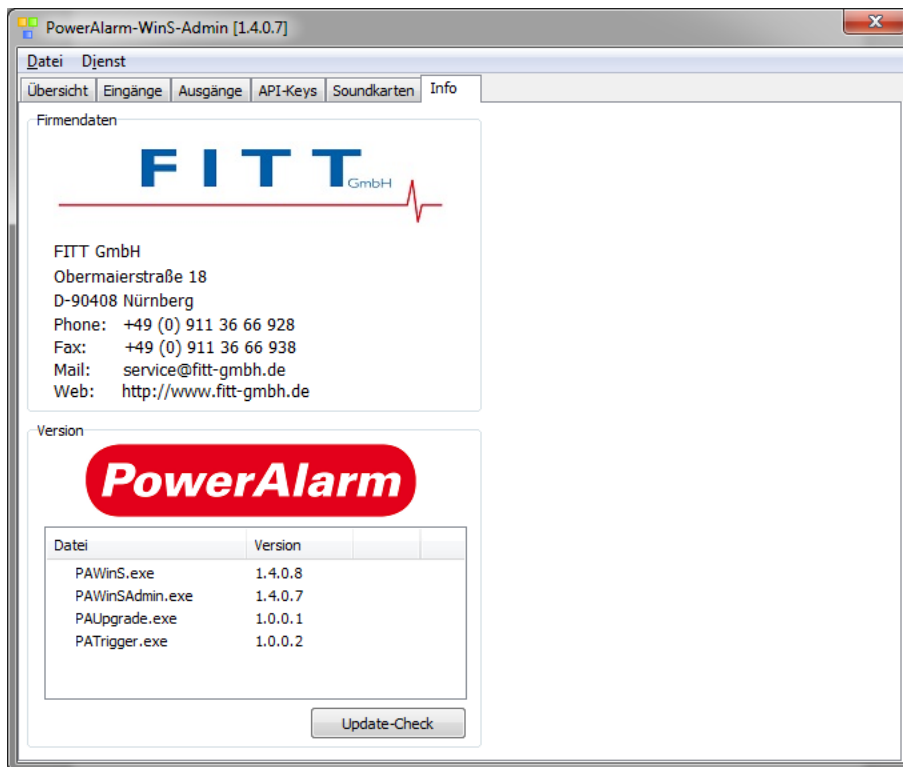 PowerAlarm-WinS-Admin [1.4.0.7]
Datei Dienst
Übersicht Eingänge Ausgänge API-Keys Soundkarten Info
Firmendaten
FITT GmbH
FITT GmbH
Obermaierstraße 18
D-90408 Nürnberg
Phone: +49 (0) 911 36 66 928
Fax: +49 (0) 911 36 66 938
Mail: service@fitt-gmbh.de
Web: http://www.fitt-gmbh.de
Version
PowerAlarm
Datei Version
PAWinS.exe 1.4.0.8
PAWinSAdmin.exe 1.4.0.7
PAUpgrade.exe 1.0.0.1
PATrigger.exe 1.0.0.2
Update-Check